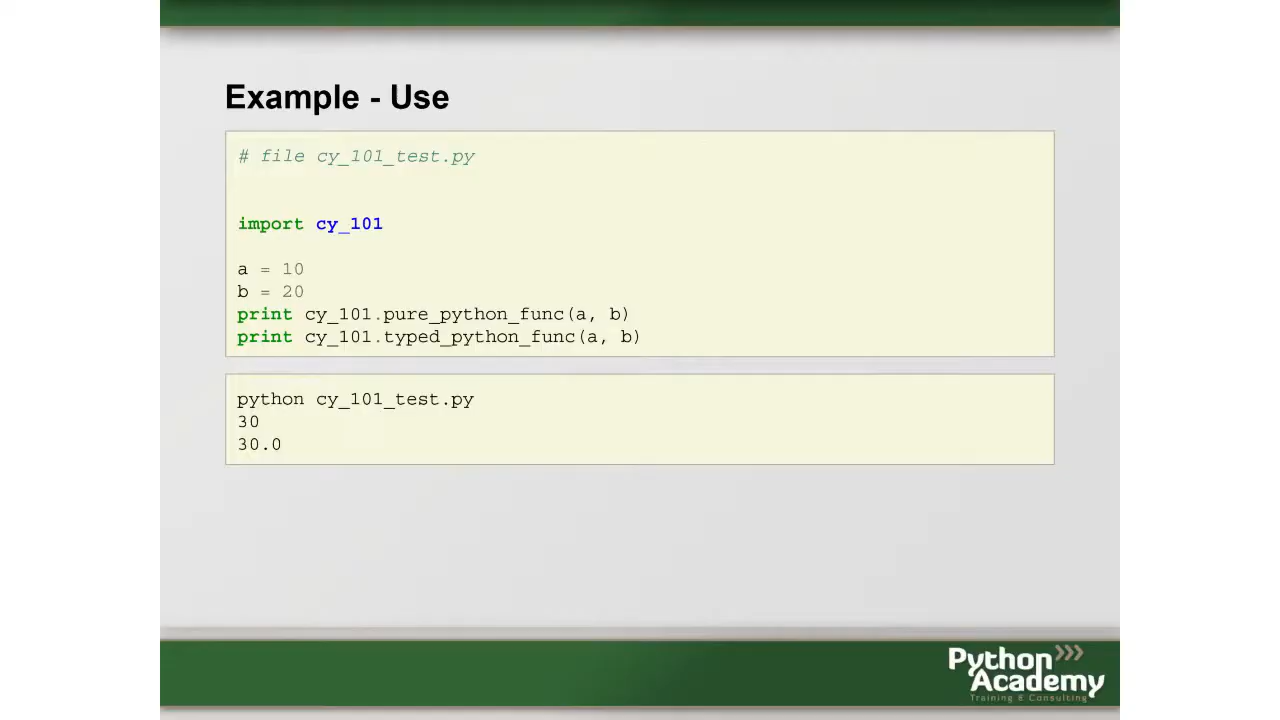 Example - Use
# file cy_101_test.py
import cy_101
a = 10
b = 20
print cy_101.pure_python_func(a, b)
print cy_101.typed_python_func(a, b)
python cy_101_test.py
30
30.0
Python
Academy
Training & Consulting